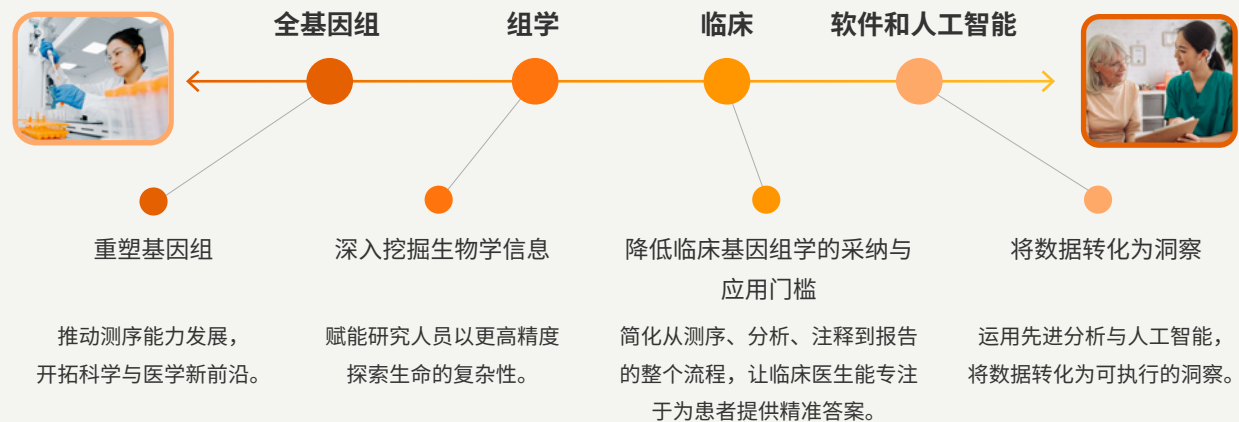 全基因组
组学
临床
软件和人工智能
重塑基因组
深入挖掘生物学信息
降低临床基因组学的采纳与
应用门槛
将数据转化为洞察
推动测序能力发展，
开拓科学与医学新前沿。
赋能研究人员以更高精度
探索生命的复杂性。
简化从测序、分析、注释到报告
的整个流程，让临床医生能专注
于为患者提供精准答案。
运用先进分析与人工智能，
将数据转化为可执行的洞察。